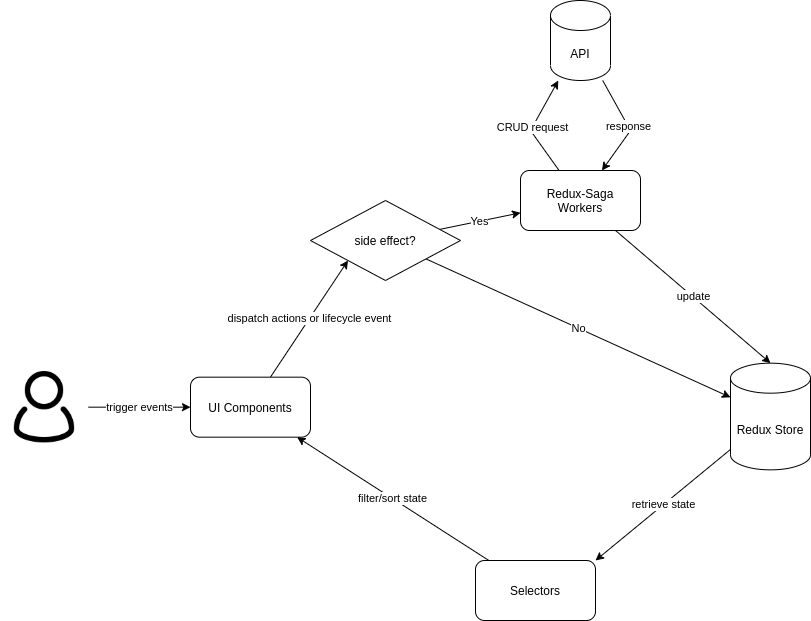 API
CRUD request
response
Redux-Saga
Workers
Yes
side effect?
update
dispatch actions or lifecycle event
No
trigger events
UI Components
Redux Store
filter/sort state
retrieve state
Selectors